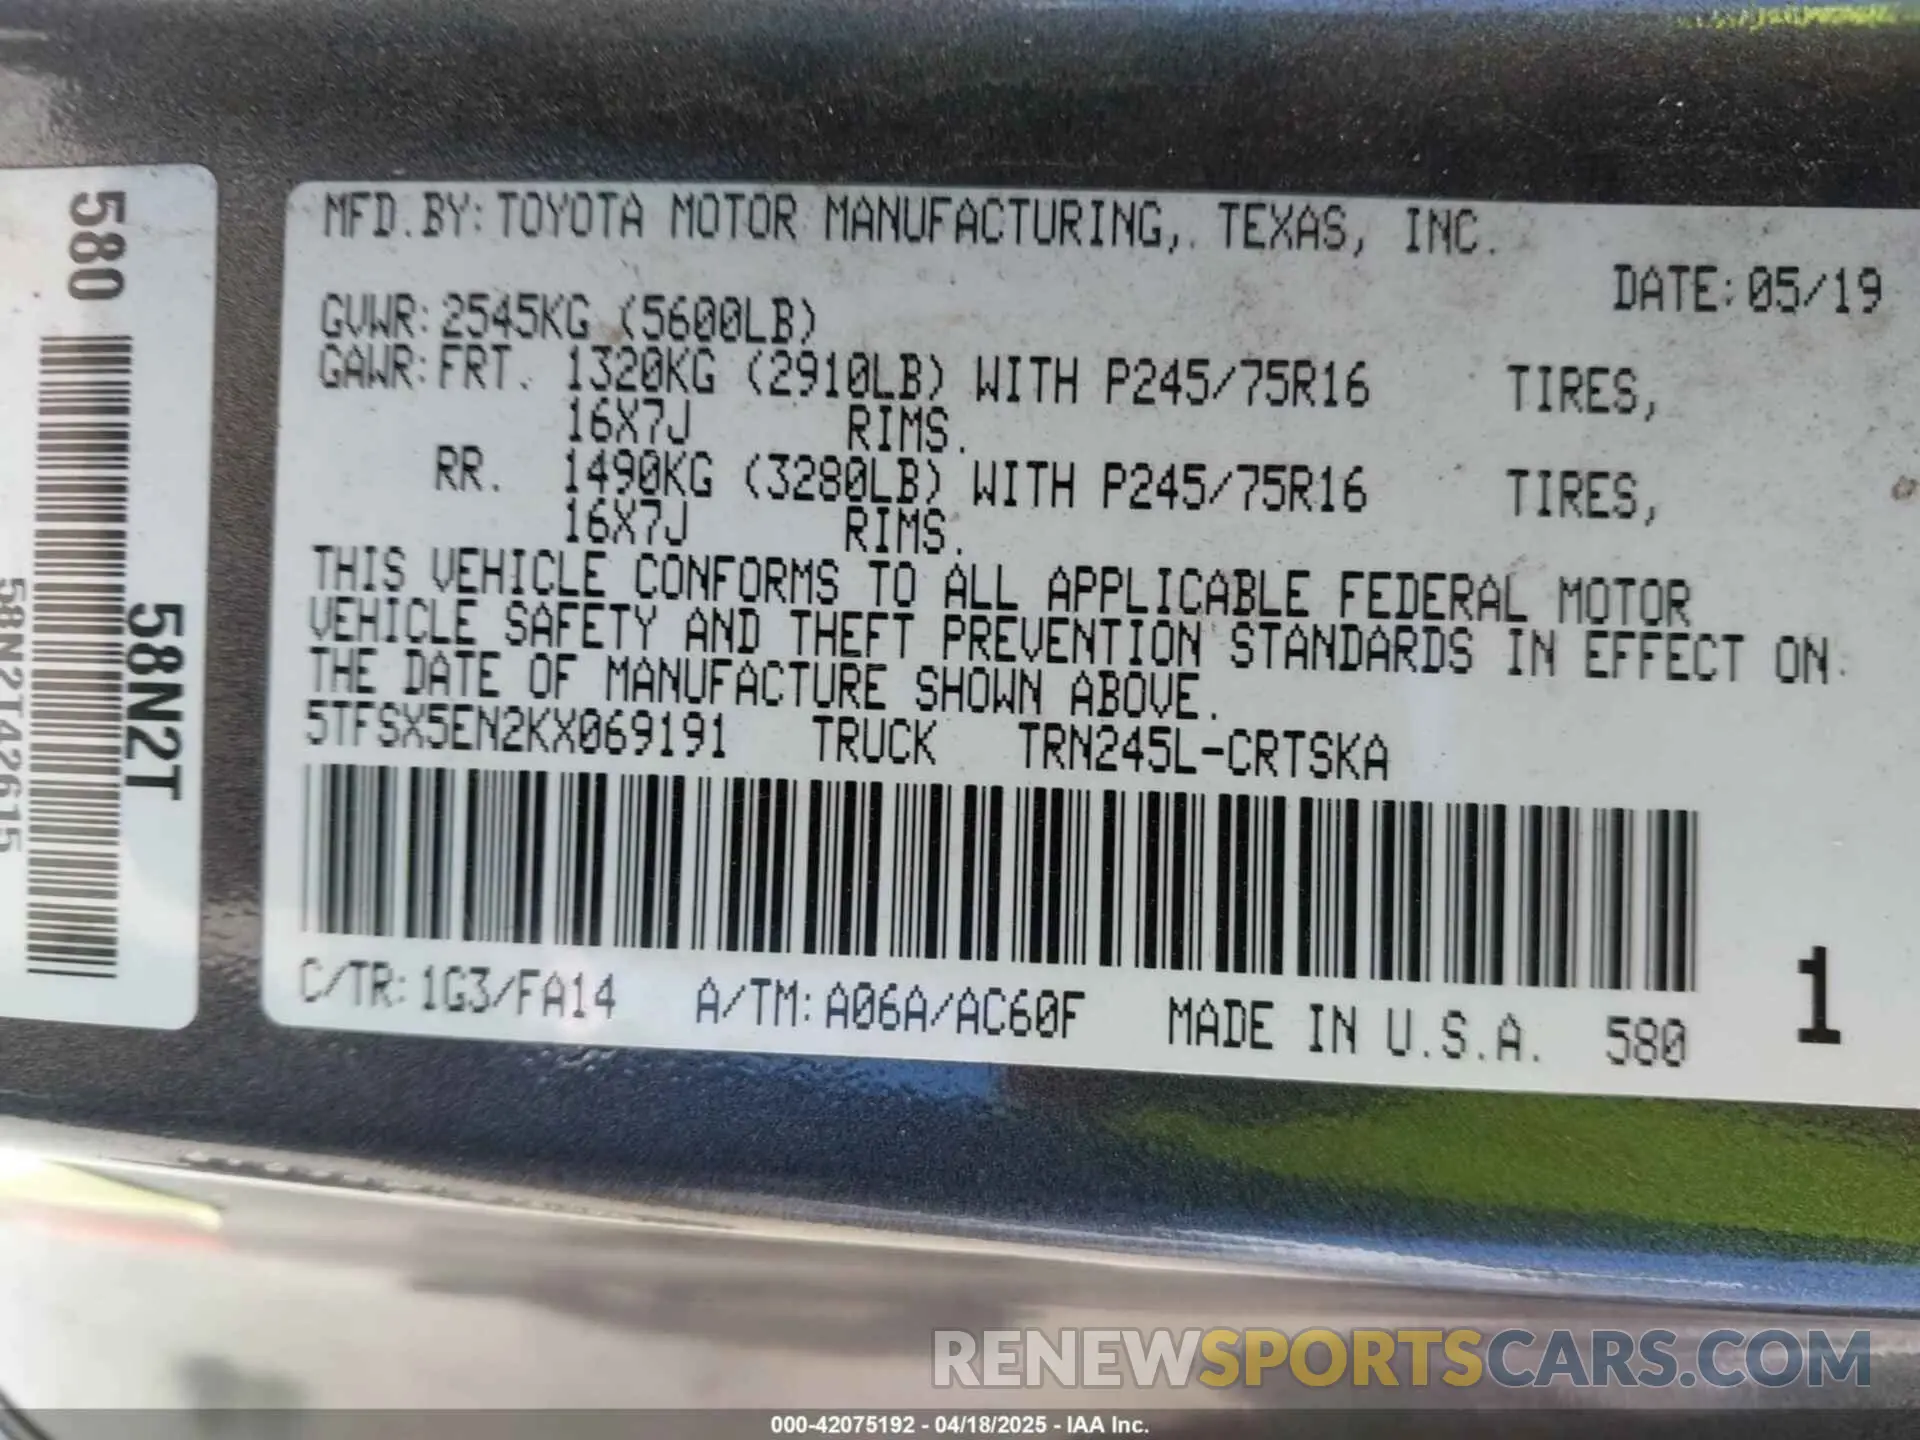 580
58N2T
58N2T42615
MFD.BY:TOYOTA MOTOR MANUFACTURING, TEXAS, INC.
DATE:05/19
GVWR:2545KG (5600LB)
GAWR:FRT. 1320KG (2910LB) WITH P245/75R16 TIRES,
16X7J RIMS.
RR. 1490KG (3280LB) WITH P245/75R16 TIRES,
16X7J RIMS.
THIS VEHICLE CONFORMS TO ALL APPLICABLE FEDERAL MOTOR
VEHICLE SAFETY AND THEFT PREVENTION STANDARDS IN EFFECT ON
THE DATE OF MANUFACTURE SHOWN ABOVE.
5TFSX5EN2KX069191 TRUCK TRN245L-CRTSKA
C/TR:1G3/FA14 A/TM:A06A/AC60F MADE IN U.S.A. 580
1
RENEWSPORTSCARS.COM
000-42075192 - 04/18/2025 - IAA Inc.